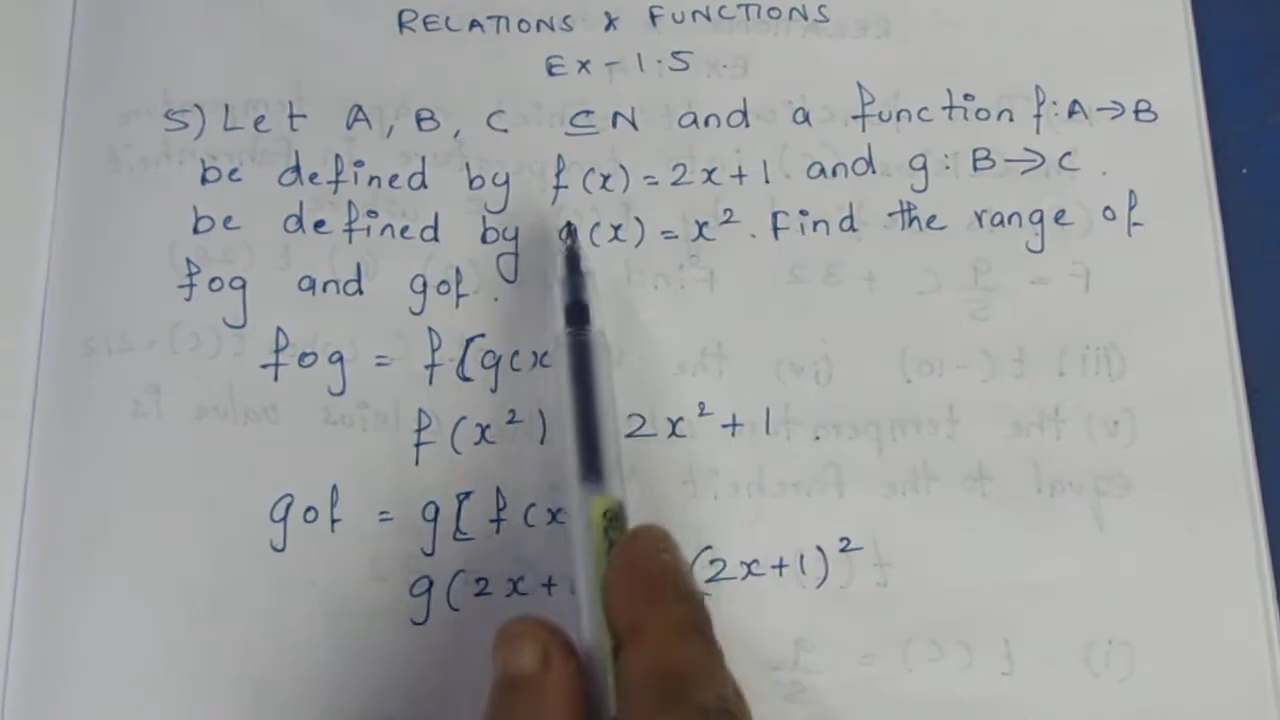 RELATIONS & FUNCTIONS
Ex-1.5.
5) Let A, B, C ⊆ N and a function f: A → B
be defined by f(x) = 2x+1 and g: B → C.
be defined by g(x) = x². Find the range of
fog and gof.
fog = f[g(x
f(x²) 2x²+1.
gof = g[f(x
g(2x+ (2x+1)²